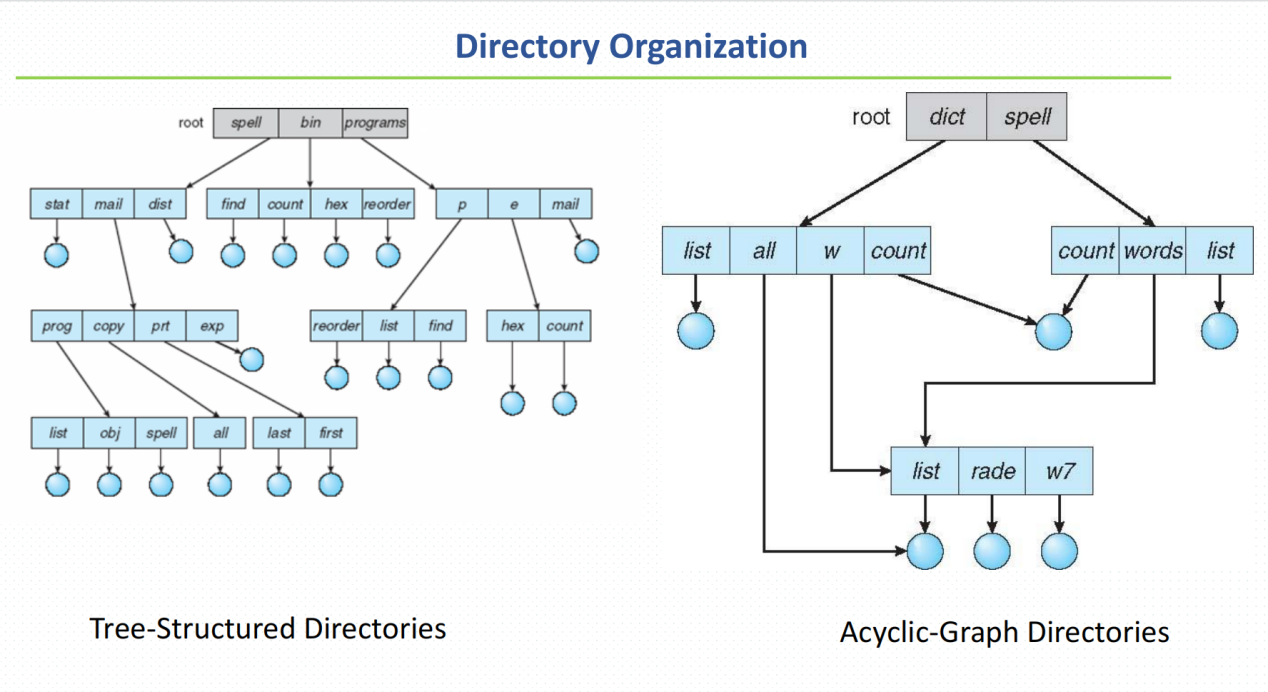 Directory Organization
root spell bin programs
stat mail dist find count hex reorder p e mail
prog copy prt exp reorder list find hex count
list obj spell all last first
Tree-Structured Directories
root dict spell
list all w count count words list
list rade w7
Acyclic-Graph Directories